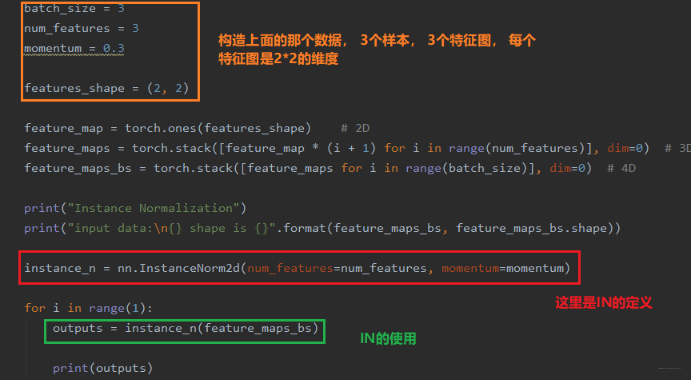 batch_size = 3
num_features = 3
momentum = 0.3
features_shape = (2, 2)
构造上面的那个数据， 3个样本， 3个特征图， 每个
特征图是2*2的维度
feature_map = torch.ones(features_shape)    # 2D
feature_maps = torch.stack([feature_map * (i + 1) for i in range(num_features)], dim=0)  # 3D
feature_maps_bs = torch.stack([feature_maps for i in range(batch_size)], dim=0)  # 4D
print("Instance Normalization")
print("input data:\n{} shape is {}".format(feature_maps_bs, feature_maps_bs.shape))
instance_n = nn.InstanceNorm2d(num_features=num_features, momentum=momentum)
这里是IN的定义
for i in range(1):
outputs = instance_n(feature_maps_bs)
IN的使用
print(outputs)